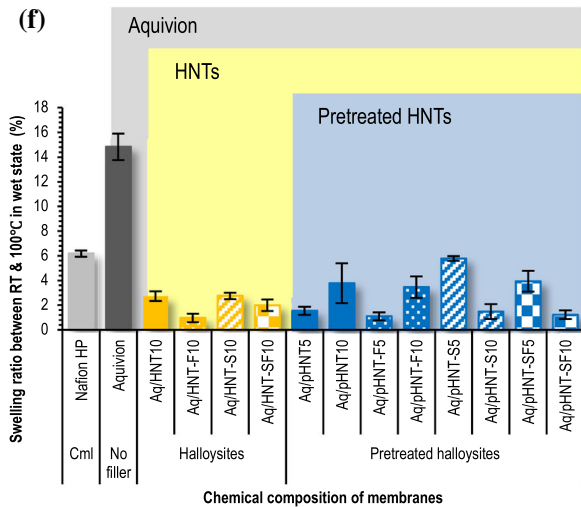 (f)
Aquivion
HNTs
Pretreated HNTs
Swelling ratio between RT & 100°C in wet state (%)
18
16
14
12
10
8
6
4
2
0
Nafion HP
Aquivion
Aq/HNT10
Aq/HNT-F10
Aq/HNT-S10
Aq/HNT-SF10
Aq/pHNT5
Aq/pHNT10
Aq/pHNT-F5
Aq/pHNT-F10
Aq/pHNT-S5
Aq/pHNT-S10
Aq/pHNT-SF5
Aq/pHNT-SF10
Cml
No
filler
Halloysites
Pretreated halloysites
Chemical composition of membranes